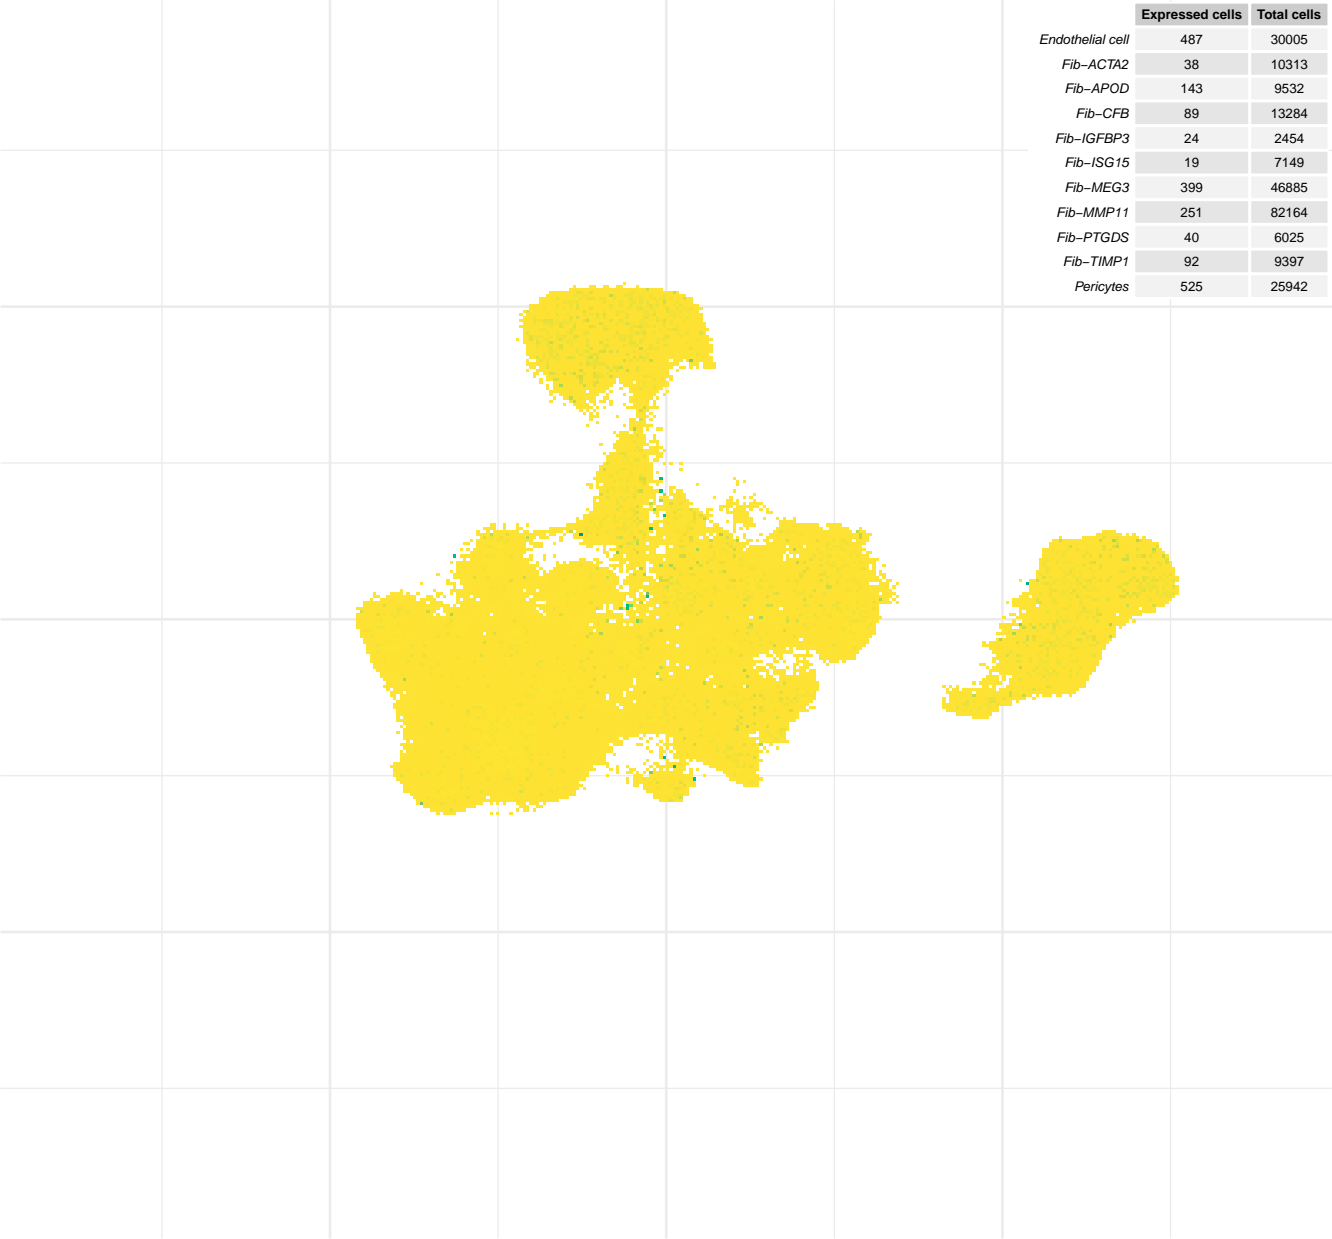 Expressed cells Total cells
Endothelial cell 487 30005
Fib−ACTA2 38 10313
Fib−APOD 143 9532
Fib−CFB 89 13284
Fib−IGFBP3 24 2454
Fib−ISG15 19 7149
Fib−MEG3 399 46885
Fib−MMP11 251 82164
Fib−PTGDS 40 6025
Fib−TIMP1 92 9397
Pericytes 525 25942